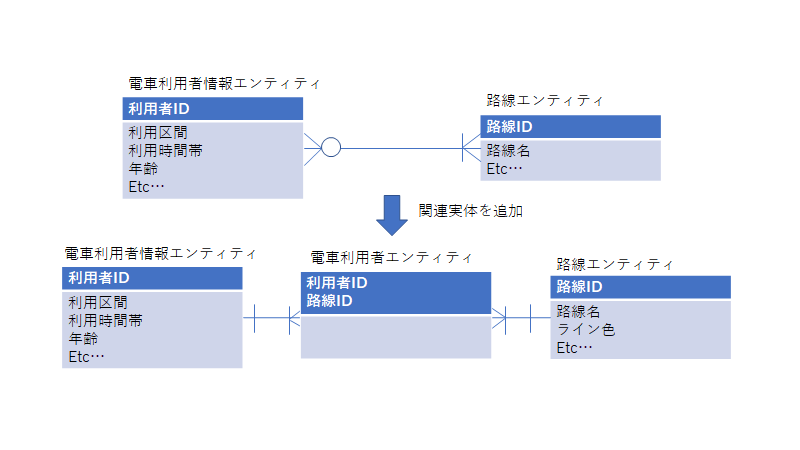 電車利用者情報エンティティ
利用者ID
利用区間
利用時間帯
年齢
Etc…
路線エンティティ
路線ID
路線名
Etc…
関連実体を追加
電車利用者情報エンティティ
利用者ID
利用区間
利用時間帯
年齢
Etc…
電車利用者エンティティ
利用者ID
路線ID
路線エンティティ
路線ID
路線名
ライン色
Etc…